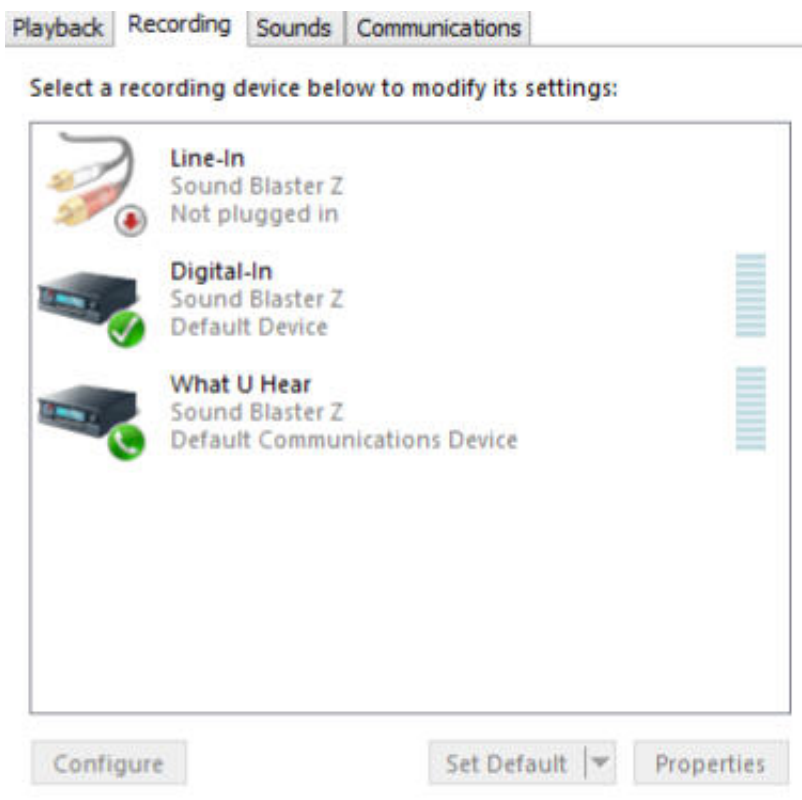 Playback Recording Sounds Communications
Select a recording device below to modify its settings:
Line-In
Sound Blaster Z
Not plugged in
Digital-In
Sound Blaster Z
Default Device
What U Hear
Sound Blaster Z
Default Communications Device
Configure Set Default Properties